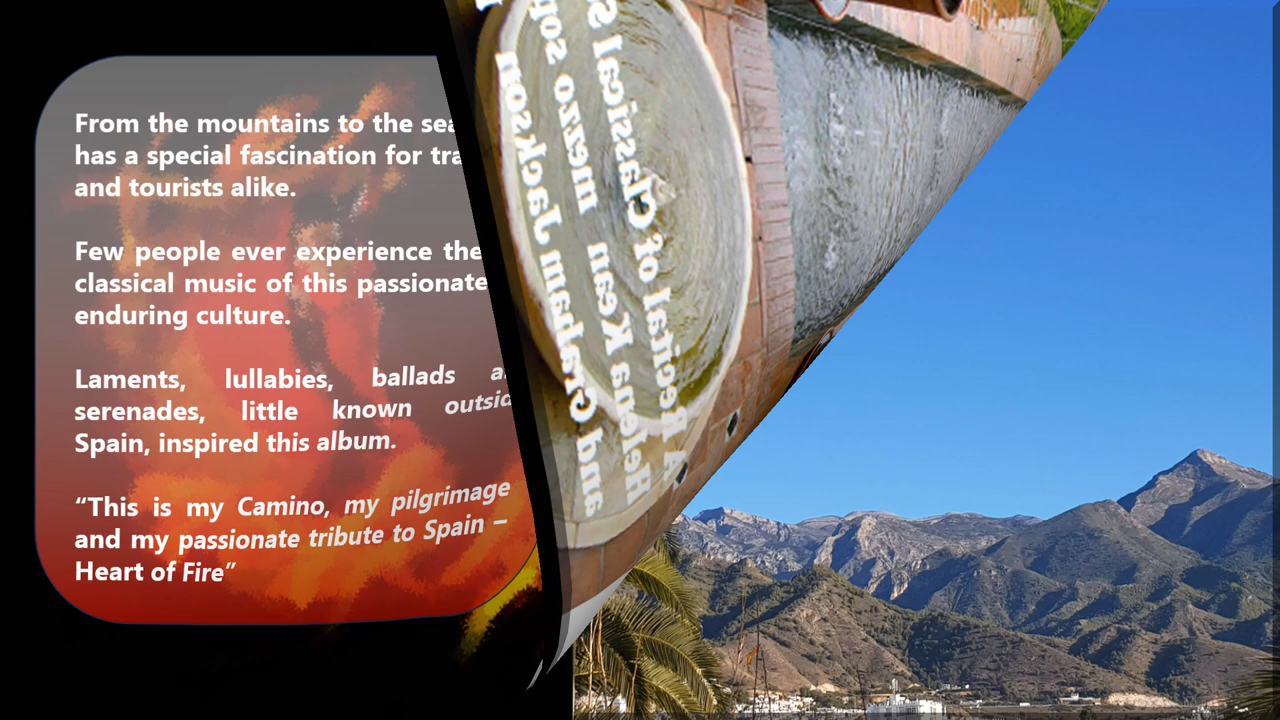 From the mountains to the sea
has a special fascination for tra
and tourists alike.
Few people ever experience the
classical music of this passionate
enduring culture.
Laments, lullabies, ballads a
serenades, little known outsid
Spain, inspired this album.
“This is my Camino, my pilgrimage
and my passionate tribute to Spain –
Heart of Fire”
A Recital of Classical S
Helena Kean mezzo sop
and Graham Jackson